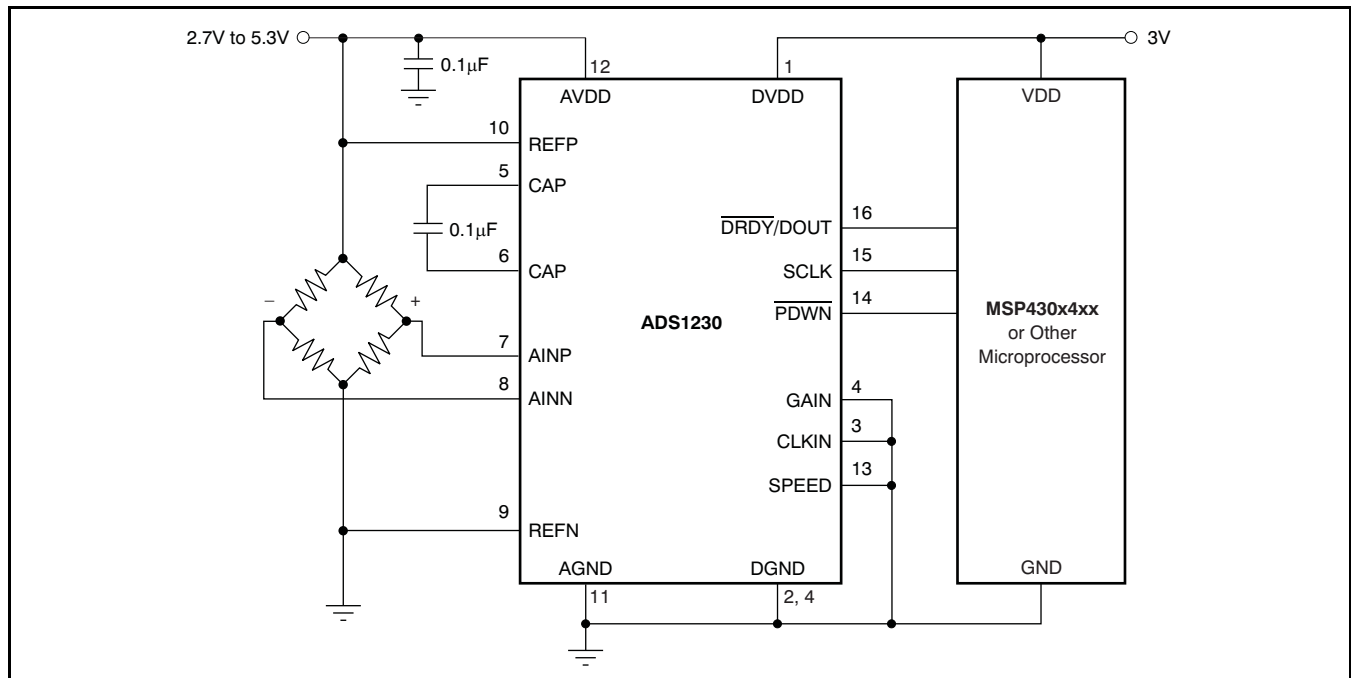 2.7V to 5.3V
3V
0.1μF
12
1
AVDD
DVDD
VDD
10
REFP
5
CAP
0.1μF
6
CAP
16
DRDY/DOUT
15
SCLK
14
PDWN
ADS1230
MSP430x4xx
or Other
Microprocessor
–
+
7
AINP
8
AINN
4
GAIN
3
CLKIN
13
SPEED
9
REFN
AGND
DGND
GND
11
2, 4